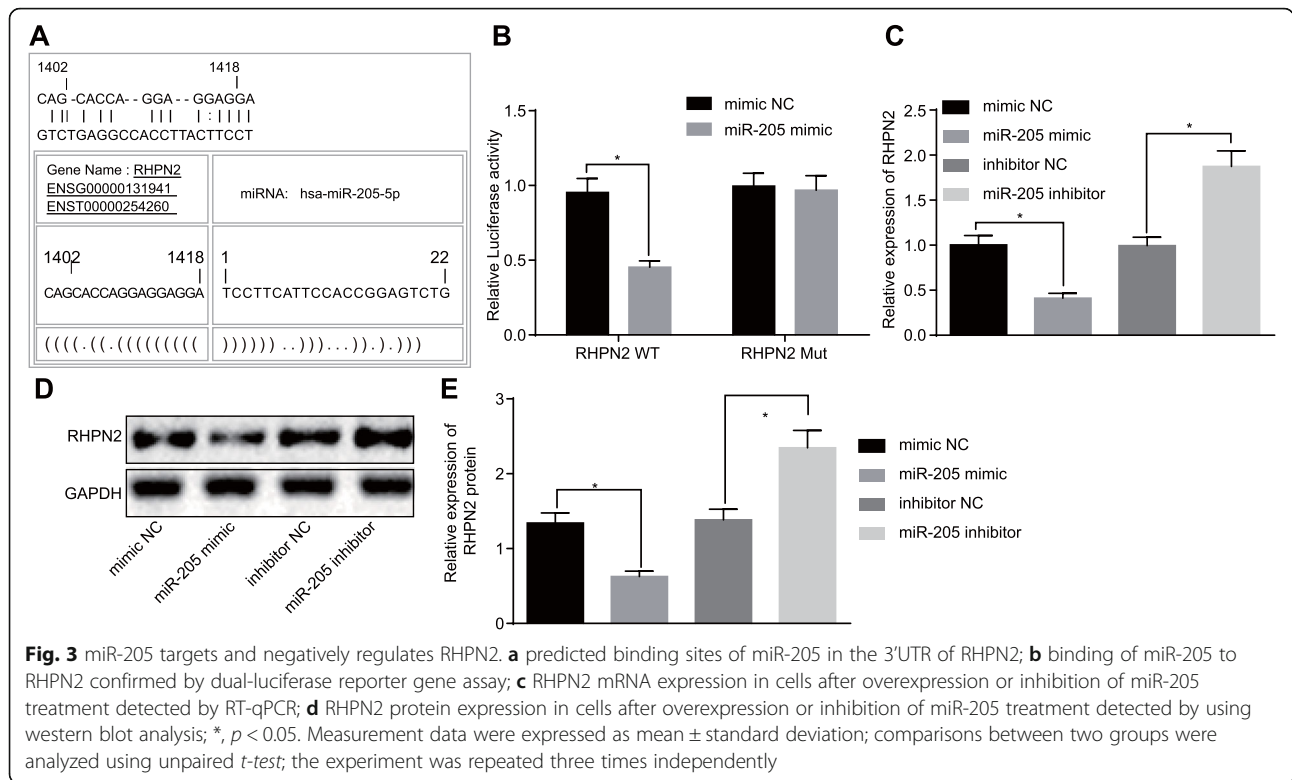 A
1402 1418
CAG-CACCA--GGA--GGAGGA
GTCTGAGGCCACCTTACTTCCT
Gene Name : RHPN2
ENSG00000131941
ENST00000254260
miRNA: hsa-miR-205-5p
1402 1418
CAGCACCAGGAGGAGGA
1 22
TCCTTCATTCCACCGGAGTCTG
((((.((.(((((((((
)))))) ..)))...)).).)))
B
Relative Luciferase activity
1.5
1.0
0.5
0.0
mimic NC
miR-205 mimic
*
RHPN2 WT RHPN2 Mut
C
Relative expression of RHPN2
2.5
2.0
1.5
1.0
0.5
0.0
mimic NC
miR-205 mimic
inhibitor NC
miR-205 inhibitor
* *
D
RHPN2
GAPDH
mimic NC
miR-205 mimic
inhibitor NC
miR-205 inhibitor
E
Relative expression of
RHPN2 protein
3
2
1
0
* *
mimic NC
miR-205 mimic
inhibitor NC
miR-205 inhibitor
Fig. 3 miR-205 targets and negatively regulates RHPN2. a predicted binding sites of miR-205 in the 3′UTR of RHPN2; b binding of miR-205 to
RHPN2 confirmed by dual-luciferase reporter gene assay; c RHPN2 mRNA expression in cells after overexpression or inhibition of miR-205
treatment detected by RT-qPCR; d RHPN2 protein expression in cells after overexpression or inhibition of miR-205 treatment detected by using
western blot analysis; *, p < 0.05. Measurement data were expressed as mean ± standard deviation; comparisons between two groups were
analyzed using unpaired t-test; the experiment was repeated three times independently